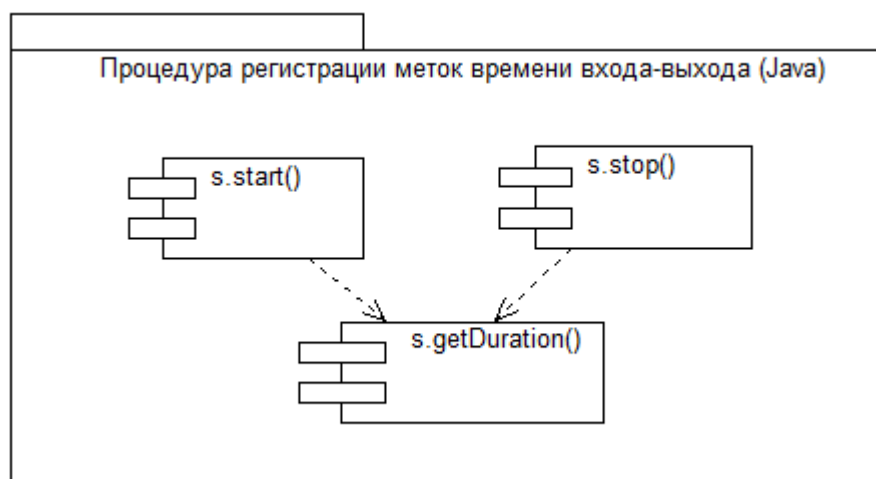 Процедура регистрации меток времени входа-выхода (Java)
s.start()
s.stop()
s.getDuration()